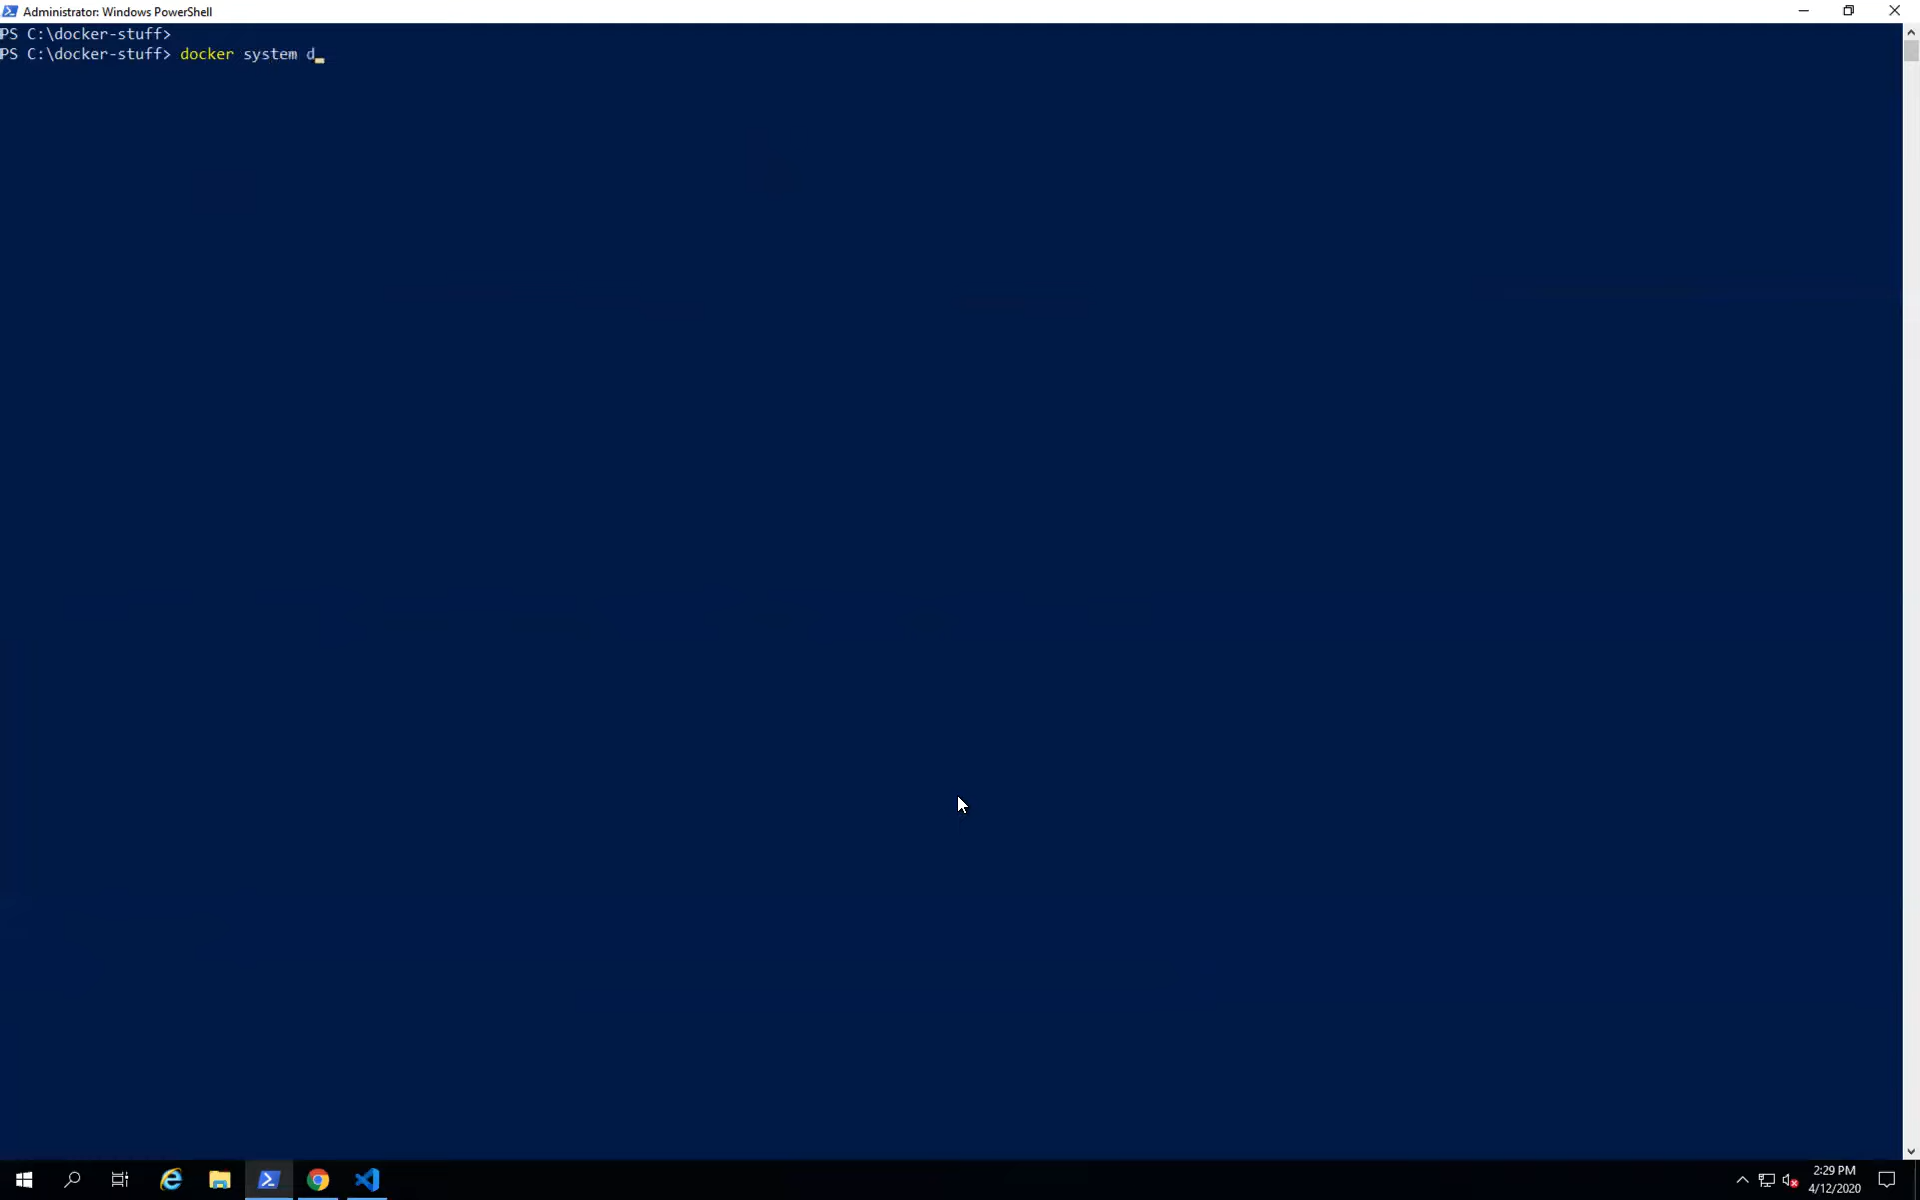 Administrator: Windows PowerShell
PS C:\docker-stuff>
PS C:\docker-stuff> docker system d
2:29 PM
4/12/2020